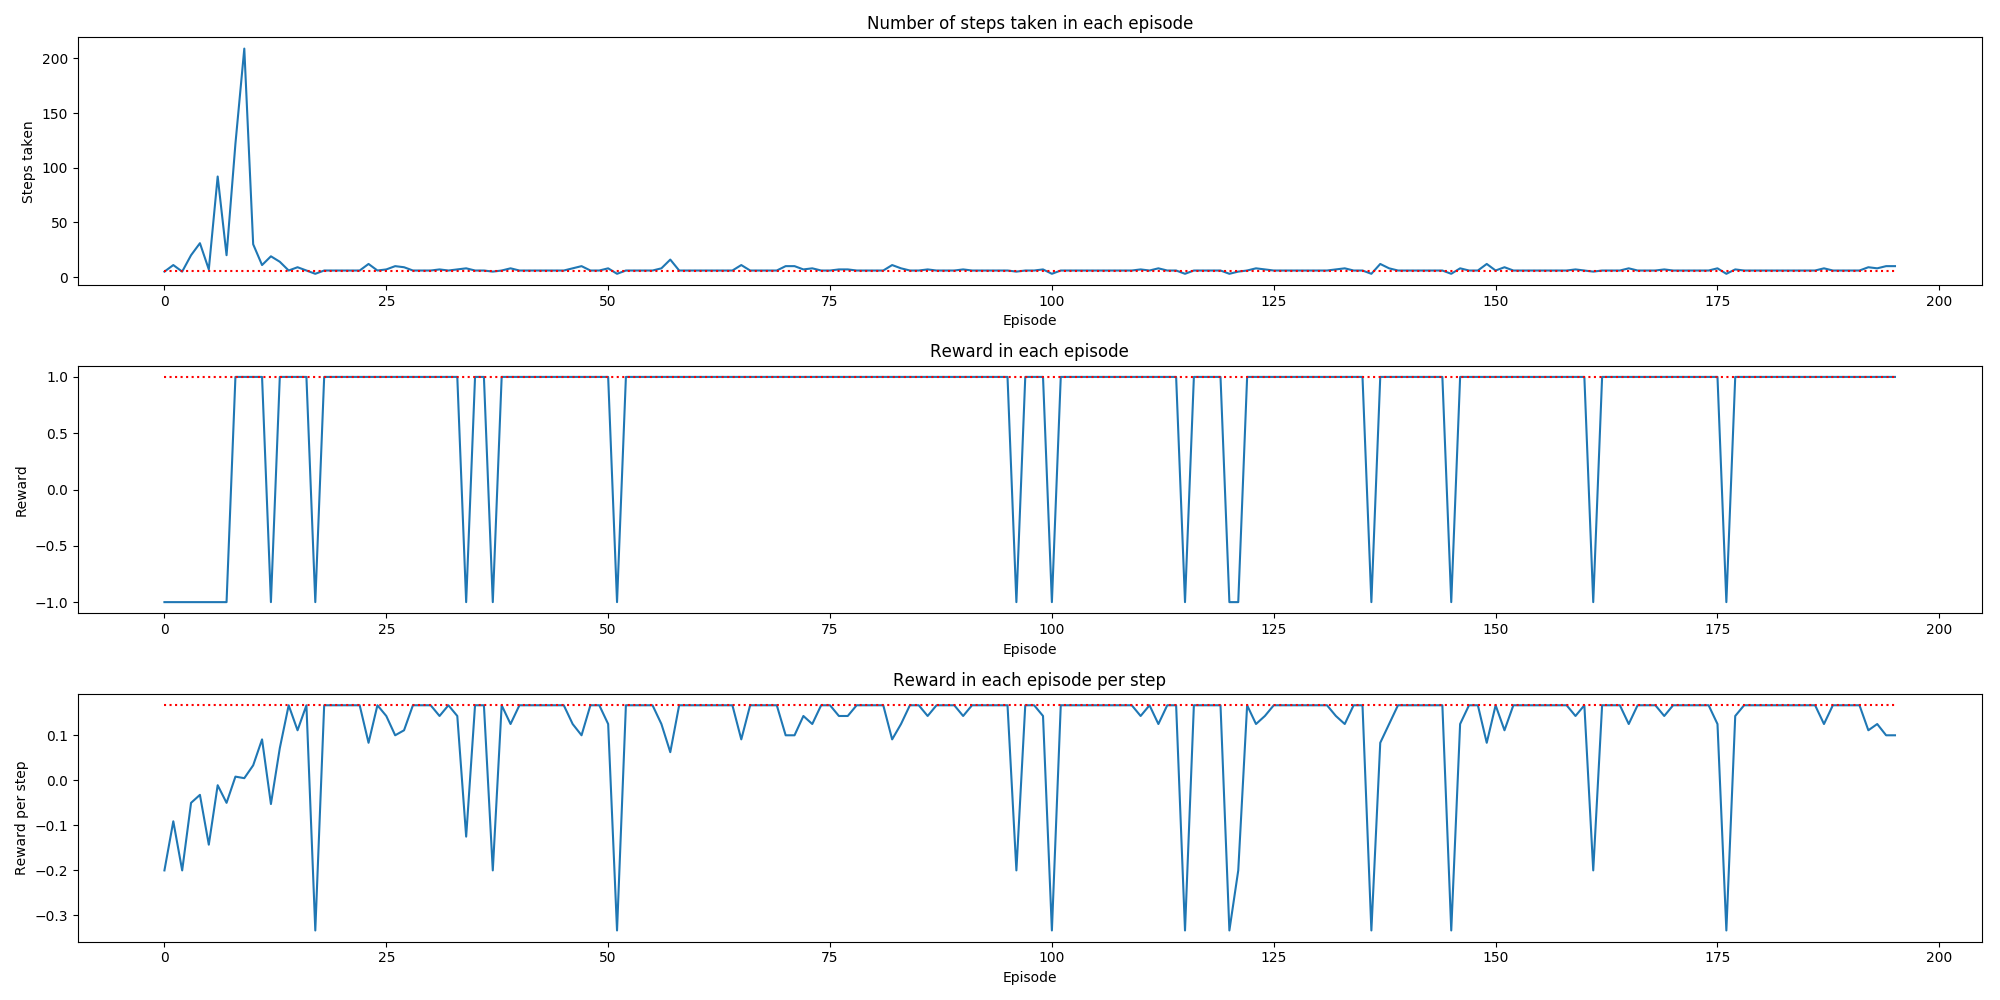 Number of steps taken in each episode
200
150
100
50
0
Steps taken
0 25 50 75 100 125 150 175 200
Episode
Reward in each episode
1.0
0.5
0.0
−0.5
−1.0
Reward
0 25 50 75 100 125 150 175 200
Episode
Reward in each episode per step
0.1
0.0
−0.1
−0.2
−0.3
Reward per step
0 25 50 75 100 125 150 175 200
Episode